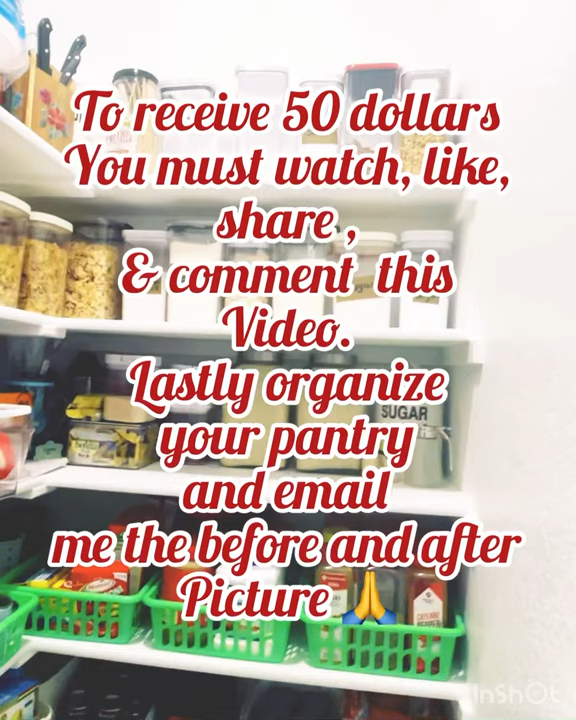 To receive 50 dollars
You must watch, like,
share ,
& comment this
Video.
Lastly organize
your pantry
and email
me the before and after
Picture 🙏
SUGAR
InShOt